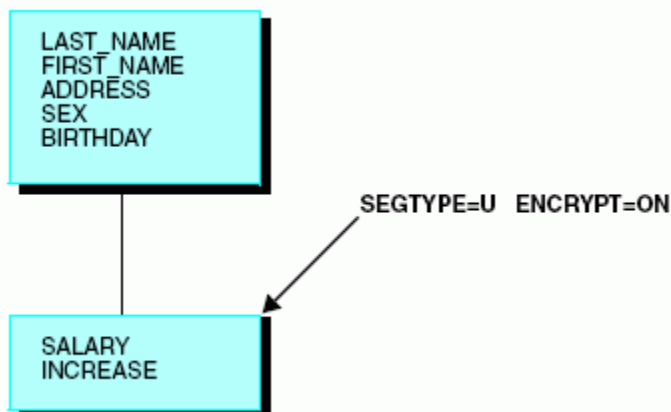 LAST_NAME
FIRST_NAME
ADDRESS
SEX
BIRTHDAY
SEGTYPE=U ENCRYPT=ON
SALARY
INCREASE